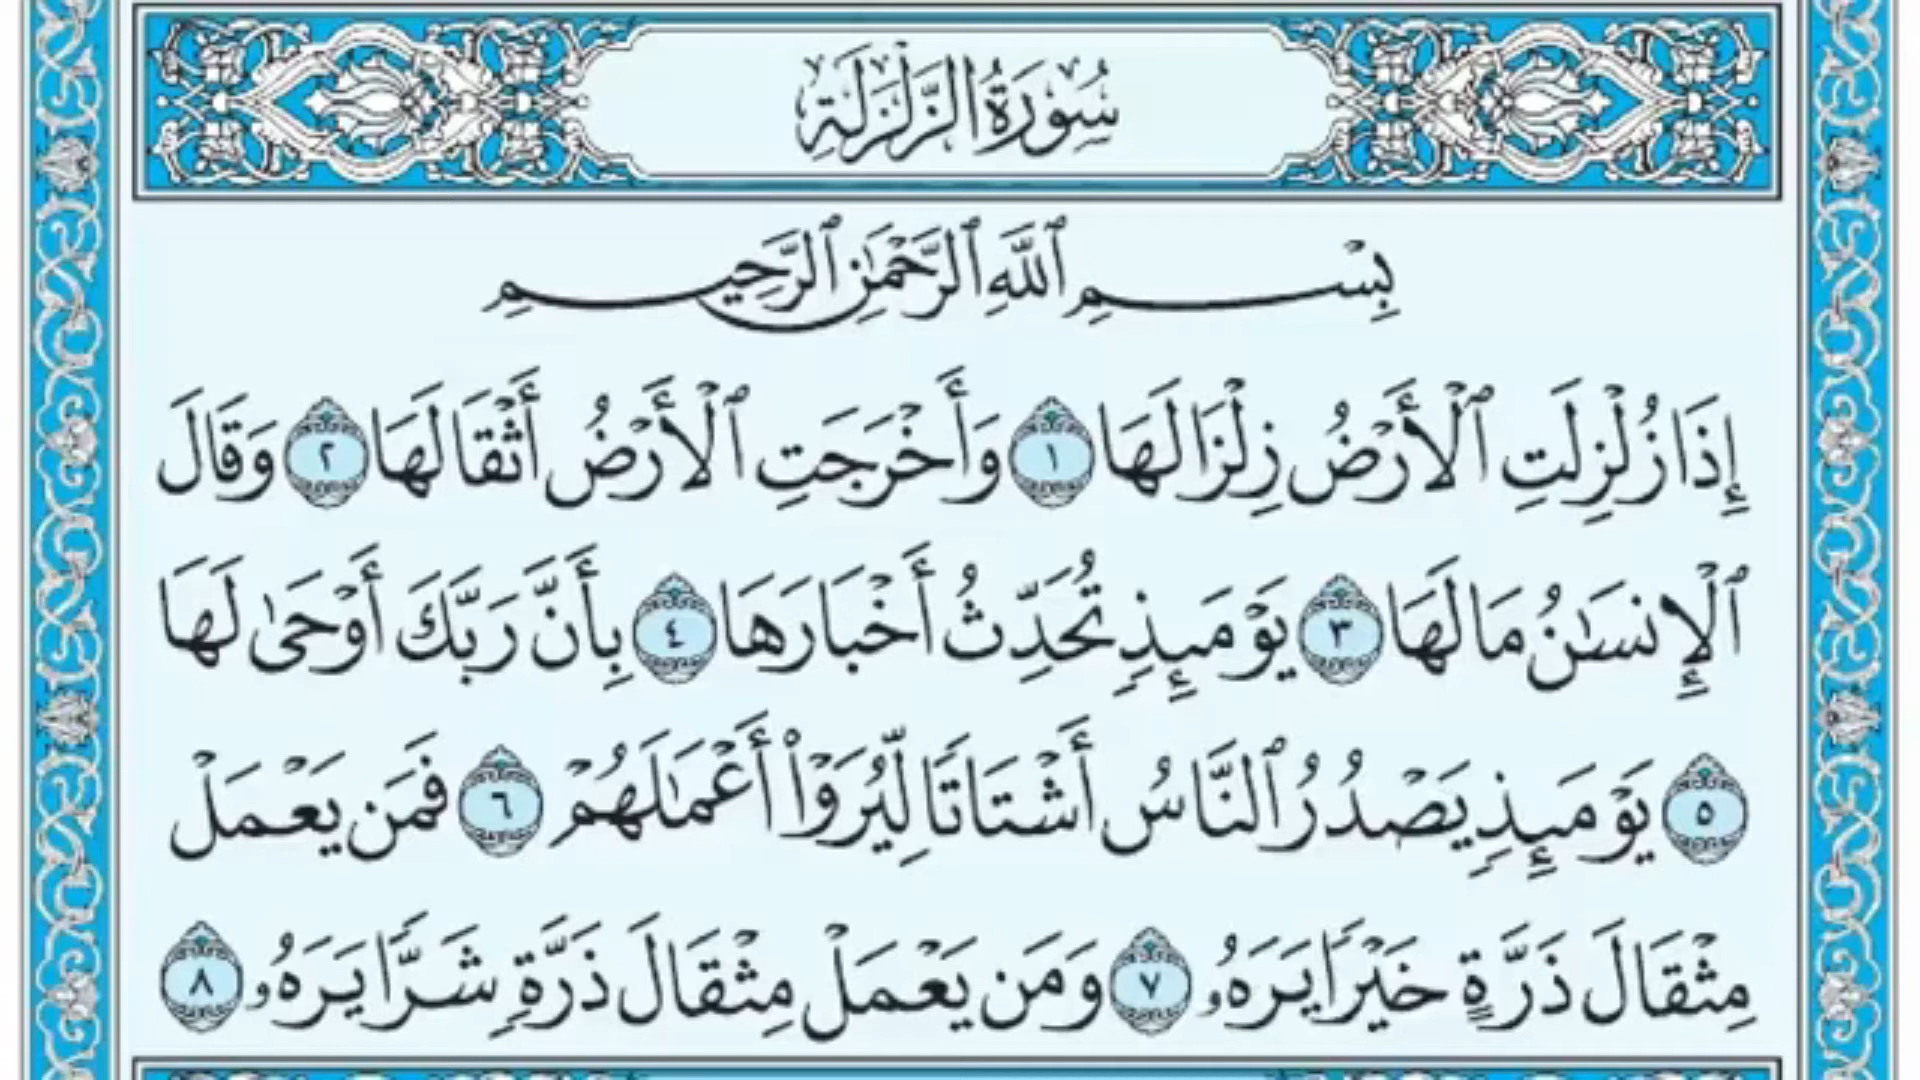 سُورَةُ الزَّلْزَلَةِ
بِسْمِ ٱللَّهِ ٱلرَّحْمَٰنِ ٱلرَّحِيمِ
إِذَا زُلْزِلَتِ ٱلْأَرْضُ زِلْزَالَهَا ١ وَأَخْرَجَتِ ٱلْأَرْضُ أَثْقَالَهَا ٢ وَقَالَ
ٱلْإِنسَٰنُ مَا لَهَا ٣ يَوْمَئِذٍ تُحَدِّثُ أَخْبَارَهَا ٤ بِأَنَّ رَبَّكَ أَوْحَىٰ لَهَا
٥ يَوْمَئِذٍ يَصْدُرُ ٱلنَّاسُ أَشْتَاتًا لِّيُرَوْا۟ أَعْمَٰلَهُمْ ٦ فَمَن يَعْمَلْ
مِثْقَالَ ذَرَّةٍ خَيْرًا يَرَهُۥ ٧ وَمَن يَعْمَلْ مِثْقَالَ ذَرَّةٍ شَرًّا يَرَهُۥ ٨